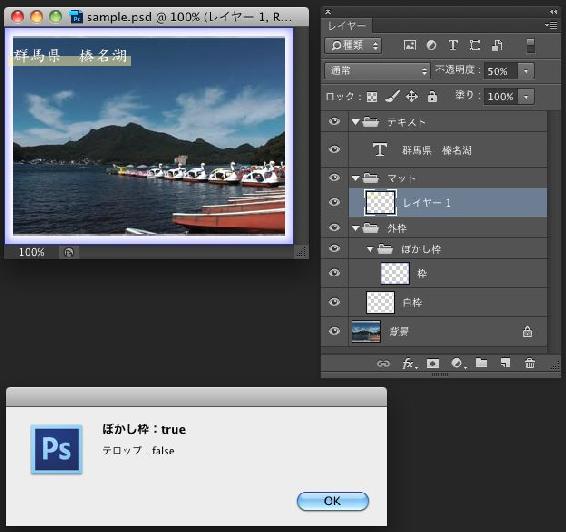 sample.psd @ 100% (レイヤー 1, R...
群馬県　榛名湖
100%
レイヤー
種類
通常 不透明度： 50%
ロック： 塗り： 100%
テキスト
T 群馬県　榛名湖
マット
レイヤー 1
外枠
ぼかし枠
枠
白枠
背景
fx
Ps
ぼかし枠：true
テロップ：false
OK